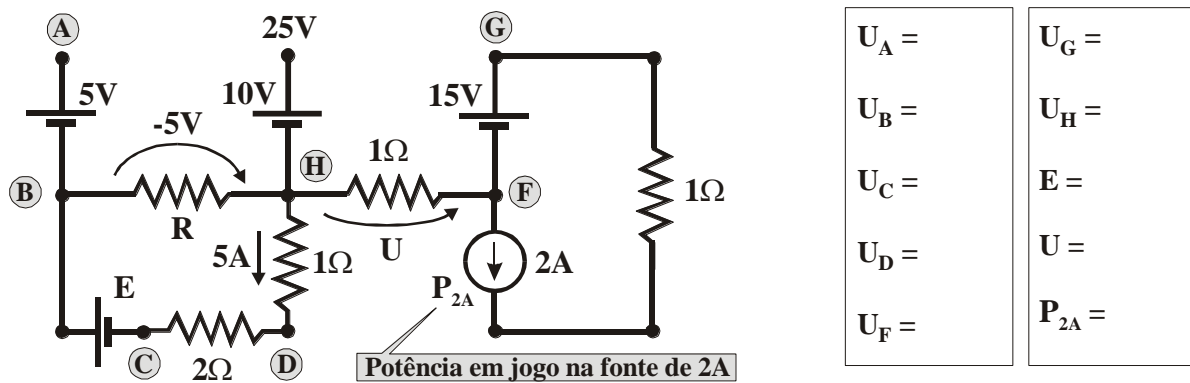 A
25V
G
5V
10V
15V
-5V
B
H
1Ω
F
1Ω
R
U
5A
1Ω
2A
E
P2A
C
2Ω
D
Potência em jogo na fonte de 2A
UA =
UB =
UC =
UD =
UF =
UG =
UH =
E =
U =
P2A =